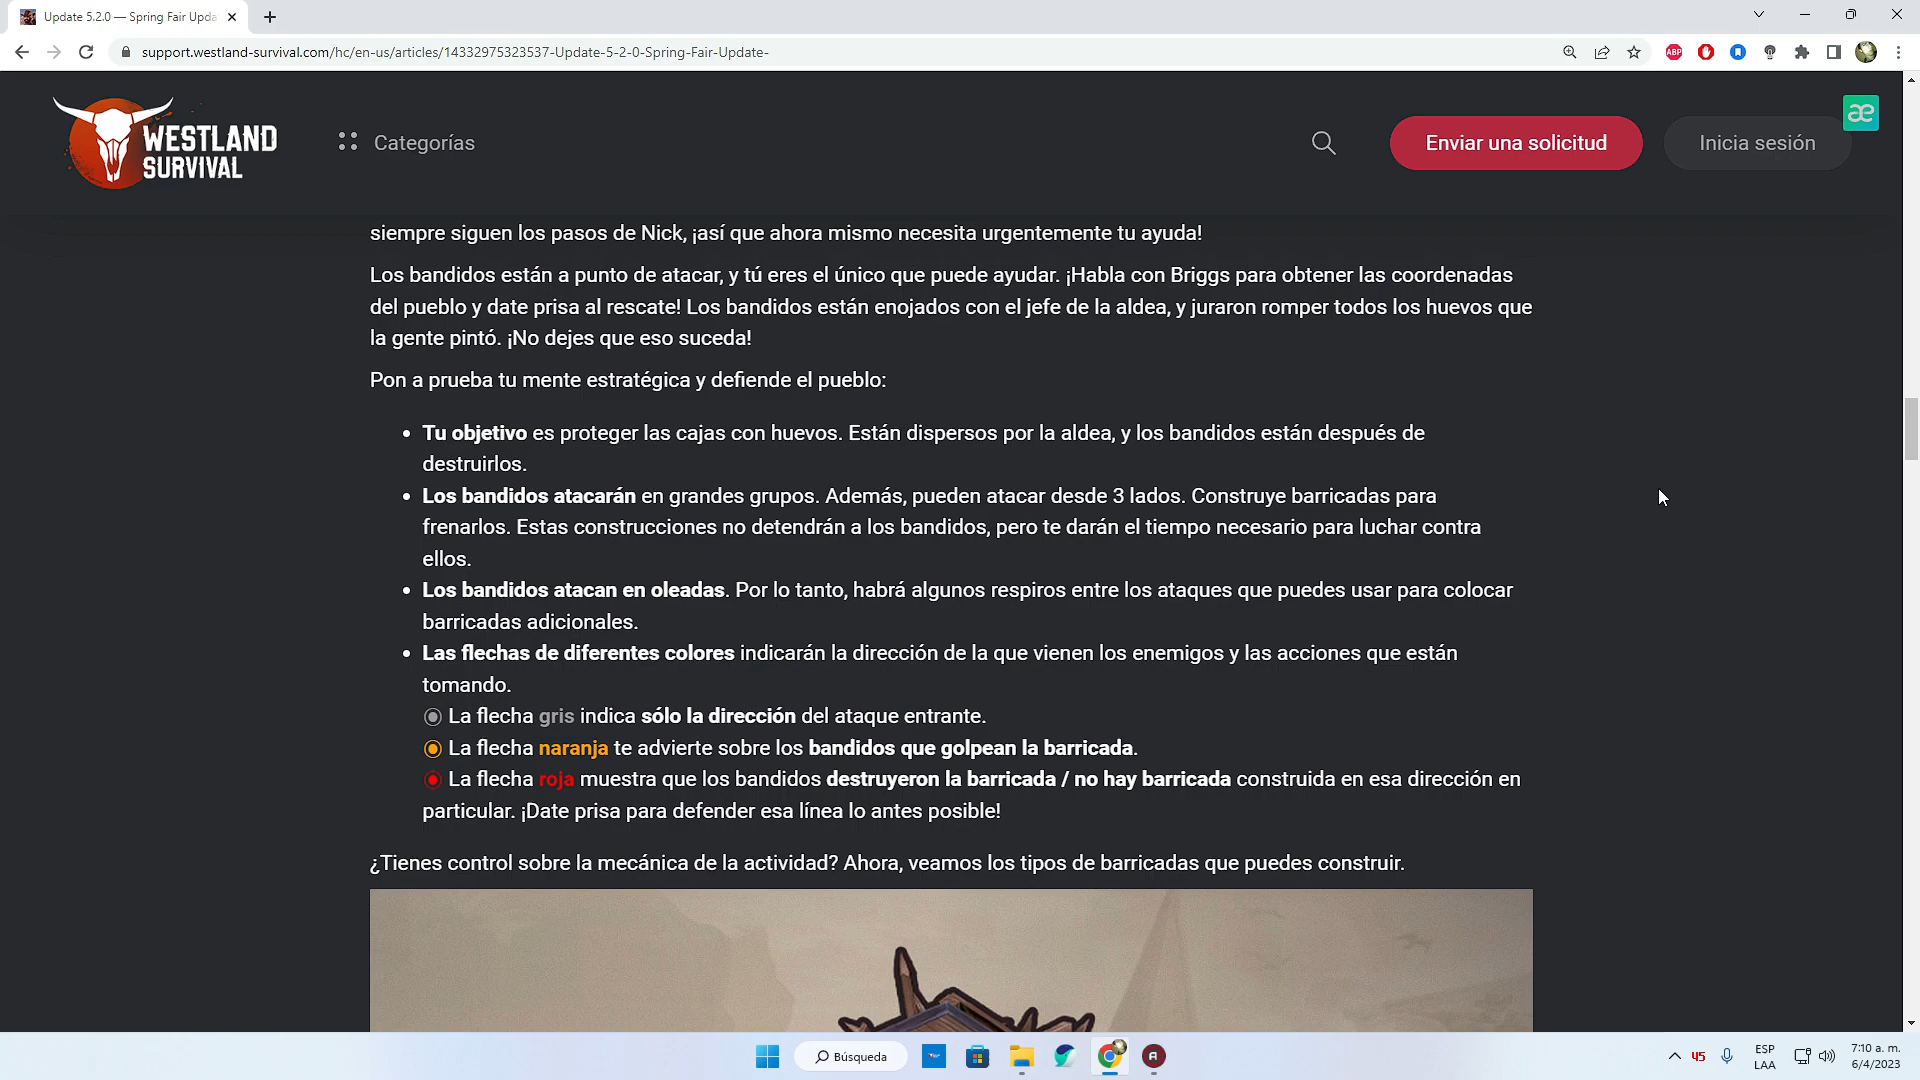 Update 5.2.0 — Spring Fair Upda
support.westland-survival.com/hc/en-us/articles/14332975323537-Update-5-2-0-Spring-Fair-Update-
ABP
WESTLAND
SURVIVAL
Categorías
Enviar una solicitud
Inicia sesión
æ
siempre siguen los pasos de Nick, ¡así que ahora mismo necesita urgentemente tu ayuda!
Los bandidos están a punto de atacar, y tú eres el único que puede ayudar. ¡Habla con Briggs para obtener las coordenadas
del pueblo y date prisa al rescate! Los bandidos están enojados con el jefe de la aldea, y juraron romper todos los huevos que
la gente pintó. ¡No dejes que eso suceda!
Pon a prueba tu mente estratégica y defiende el pueblo:
• Tu objetivo es proteger las cajas con huevos. Están dispersos por la aldea, y los bandidos están después de
destruirlos.
• Los bandidos atacarán en grandes grupos. Además, pueden atacar desde 3 lados. Construye barricadas para
frenarlos. Estas construcciones no detendrán a los bandidos, pero te darán el tiempo necesario para luchar contra
ellos.
• Los bandidos atacan en oleadas. Por lo tanto, habrá algunos respiros entre los ataques que puedes usar para colocar
barricadas adicionales.
• Las flechas de diferentes colores indicarán la dirección de la que vienen los enemigos y las acciones que están
tomando.
La flecha gris indica sólo la dirección del ataque entrante.
La flecha naranja te advierte sobre los bandidos que golpean la barricada.
La flecha roja muestra que los bandidos destruyeron la barricada / no hay barricada construida en esa dirección en
particular. ¡Date prisa para defender esa línea lo antes posible!
¿Tienes control sobre la mecánica de la actividad? Ahora, veamos los tipos de barricadas que puedes construir.
Búsqueda
45
ESP
LAA
7:10 a. m.
6/4/2023